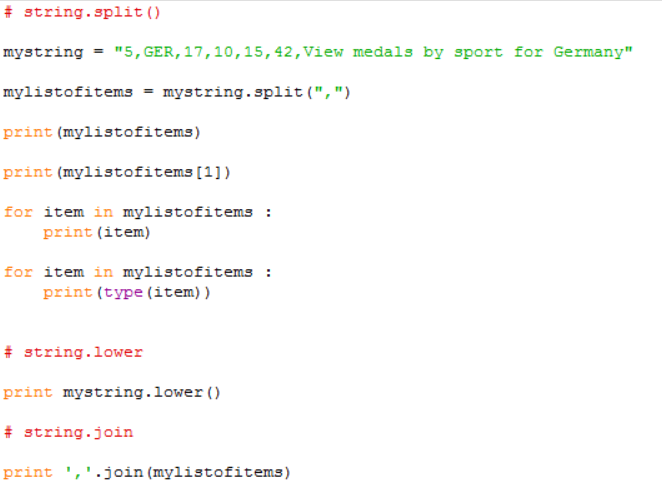 # string.split()
mystring = "5,GER,17,10,15,42,View medals by sport for Germany"
mylistofitems = mystring.split(",")
print(mylistofitems)
print(mylistofitems[1])
for item in mylistofitems :
    print(item)
for item in mylistofitems :
    print(type(item))
# string.lower
print mystring.lower()
# string.join
print ','.join(mylistofitems)